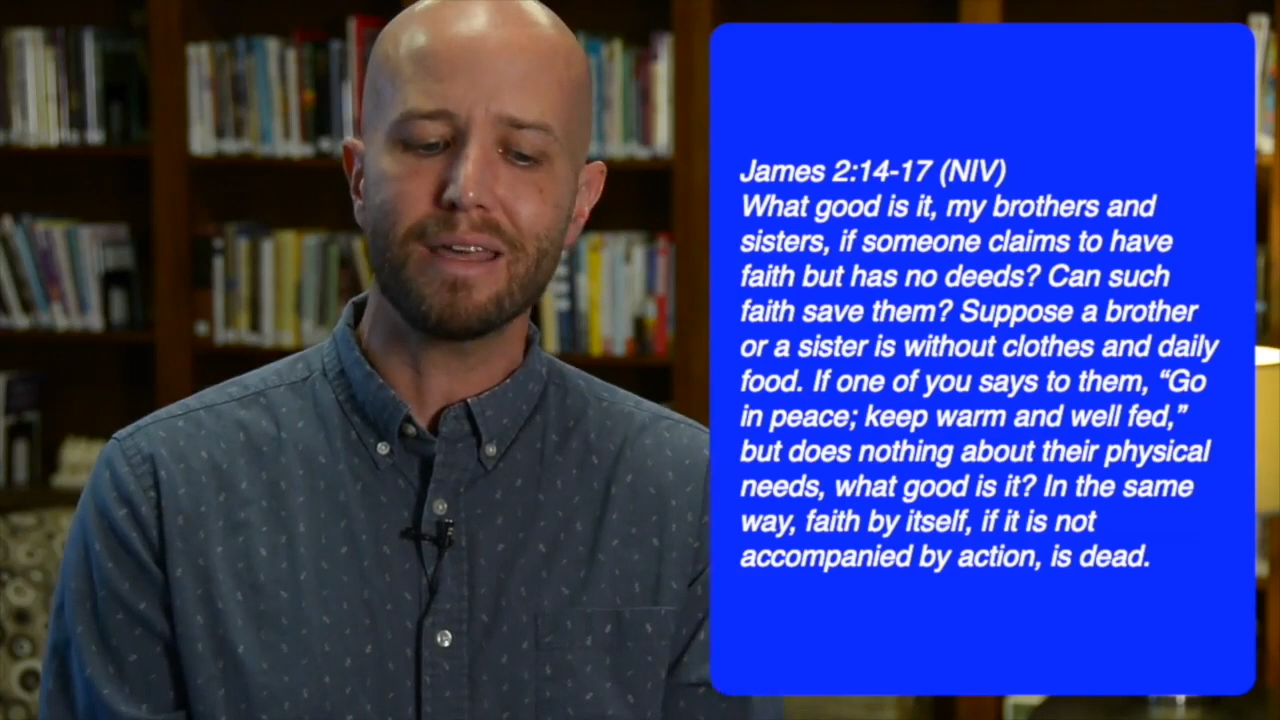 James 2:14-17 (NIV)
What good is it, my brothers and
sisters, if someone claims to have
faith but has no deeds? Can such
faith save them? Suppose a brother
or a sister is without clothes and daily
food. If one of you says to them, “Go
in peace; keep warm and well fed,”
but does nothing about their physical
needs, what good is it? In the same
way, faith by itself, if it is not
accompanied by action, is dead.